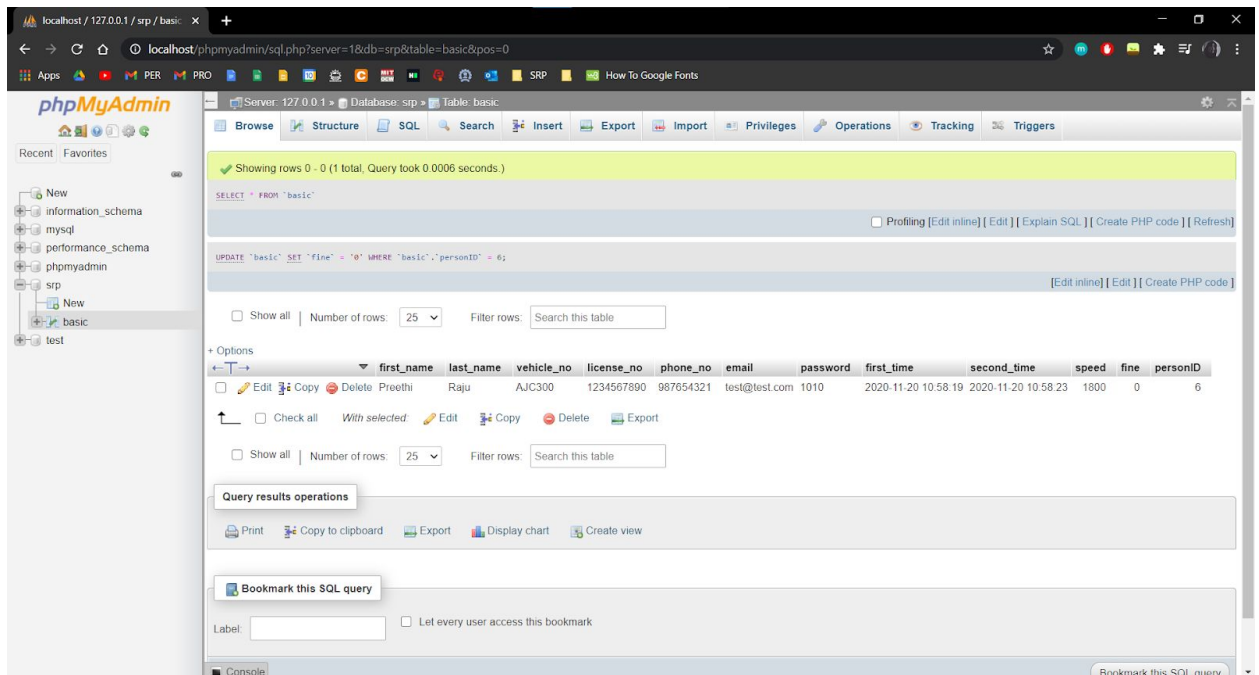 localhost / 127.0.0.1 / srp / basic
localhost/phpmyadmin/sql.php?server=1&db=srp&table=basic&pos=0
Apps PER PRO SRP How To Google Fonts
phpMyAdmin
Recent Favorites
New
information_schema
mysql
performance_schema
phpmyadmin
srp
New
basic
test
Server: 127.0.0.1 » Database: srp » Table: basic
Browse Structure SQL Search Insert Export Import Privileges Operations Tracking Triggers
Showing rows 0 - 0 (1 total, Query took 0.0006 seconds.)
SELECT * FROM `basic`
Profiling [Edit inline] [ Edit ] [ Explain SQL ] [ Create PHP code ] [ Refresh]
UPDATE `basic` SET `fine` = '0' WHERE `basic`.`personID` = 6;
[Edit inline] [ Edit ] [ Create PHP code ]
Show all | Number of rows: 25 Filter rows: Search this table
+ Options
←T→ first_name last_name vehicle_no license_no phone_no email password first_time second_time speed fine personID
Edit Copy Delete Preethi Raju AJC300 1234567890 987654321 test@test.com 1010 2020-11-20 10:58:19 2020-11-20 10:58:23 1800 0 6
Check all With selected: Edit Copy Delete Export
Show all | Number of rows: 25 Filter rows: Search this table
Query results operations
Print Copy to clipboard Export Display chart Create view
Bookmark this SQL query
Label: Let every user access this bookmark
Console Bookmark this SQL query